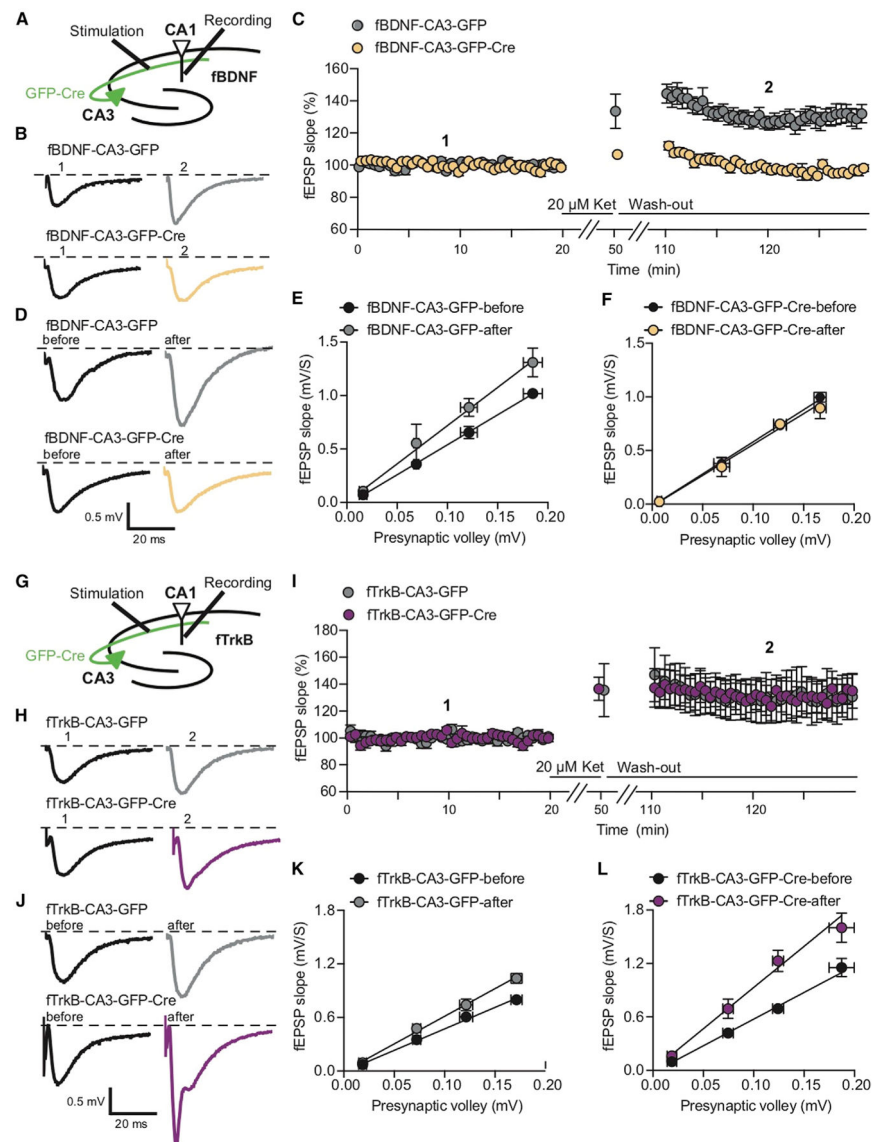 A
Stimulation
CA1
Recording
fBDNF
GFP-Cre
CA3
B
fBDNF-CA3-GFP
1
2
fBDNF-CA3-GFP-Cre
1
2
C
fBDNF-CA3-GFP
fBDNF-CA3-GFP-Cre
fEPSP slope (%)
160
140
120
100
80
60
1
2
20 µM Ket
Wash-out
0
10
20
50
110
120
Time (min)
D
fBDNF-CA3-GFP
before
after
fBDNF-CA3-GFP-Cre
before
after
0.5 mV
20 ms
E
fBDNF-CA3-GFP-before
fBDNF-CA3-GFP-after
fEPSP slope (mV/S)
1.5
1.0
0.5
0.0
0.00
0.05
0.10
0.15
0.20
Presynaptic volley (mV)
F
fBDNF-CA3-GFP-Cre-before
fBDNF-CA3-GFP-Cre-after
fEPSP slope (mV/S)
1.5
1.0
0.5
0.0
0.00
0.05
0.10
0.15
0.20
Presynaptic volley (mV)
G
Stimulation
CA1
Recording
fTrkB
GFP-Cre
CA3
H
fTrkB-CA3-GFP
1
2
fTrkB-CA3-GFP-Cre
1
2
I
fTrkB-CA3-GFP
fTrkB-CA3-GFP-Cre
fEPSP slope (%)
180
160
140
120
100
80
60
1
2
20 µM Ket
Wash-out
0
10
20
50
110
120
Time (min)
J
fTrkB-CA3-GFP
before
after
fTrkB-CA3-GFP-Cre
before
after
0.5 mV
20 ms
K
fTrkB-CA3-GFP-before
fTrkB-CA3-GFP-after
fEPSP slope (mV/S)
1.8
1.2
0.6
0.0
0.00
0.05
0.10
0.15
0.20
Presynaptic volley (mV)
L
fTrkB-CA3-GFP-Cre-before
fTrkB-CA3-GFP-Cre-after
fEPSP slope (mV/S)
1.8
1.2
0.6
0.0
0.00
0.05
0.10
0.15
0.20
Presynaptic volley (mV)